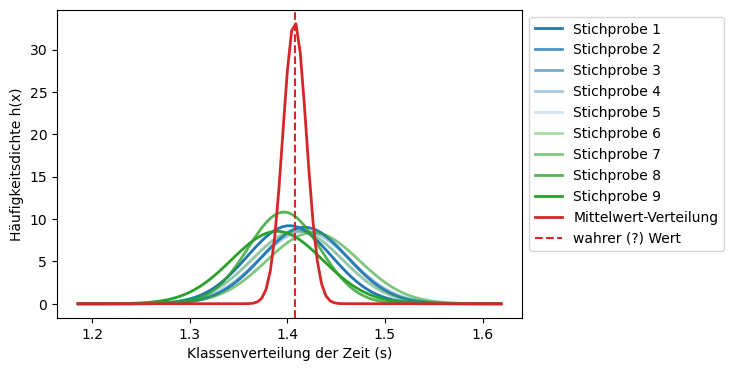 30
25
20
15
10
5
0
Häufigkeitsdichte h(x)
1.2
1.3
1.4
1.5
1.6
Klassenverteilung der Zeit (s)
Stichprobe 1
Stichprobe 2
Stichprobe 3
Stichprobe 4
Stichprobe 5
Stichprobe 6
Stichprobe 7
Stichprobe 8
Stichprobe 9
Mittelwert-Verteilung
wahrer (?) Wert